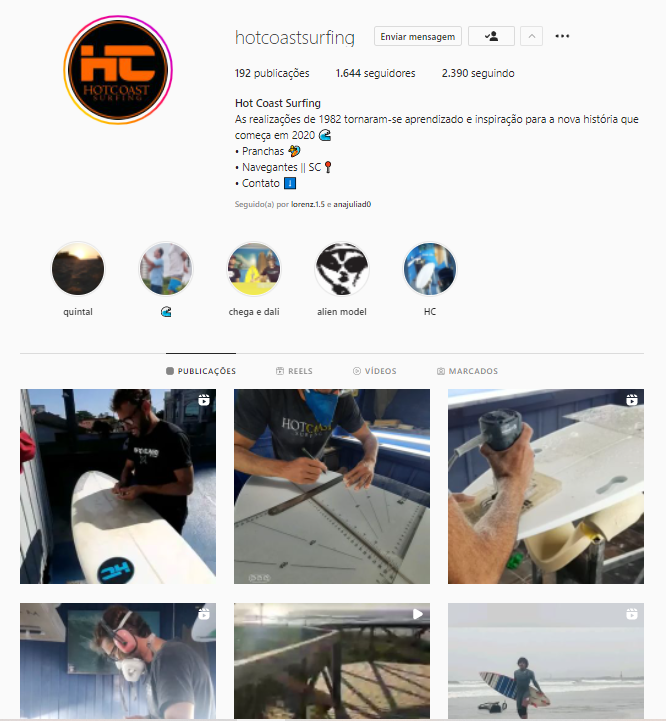 HC
HOTCOAST
SURFING
hotcoastsurfing
Enviar mensagem
192 publicações 1.644 seguidores 2.390 seguindo
Hot Coast Surfing
As realizações de 1982 tornaram-se aprendizado e inspiração para a nova história que
começa em 2020 🌊
• Pranchas 🏄
• Navegantes || SC 📍
• Contato ⬇️
Seguido(a) por lorenz.1.5 e anajuliad0
quintal 🌊 chega e dali alien model HC
PUBLICAÇÕES REELS VÍDEOS MARCADOS
HOTCOAST
SURFING
HC